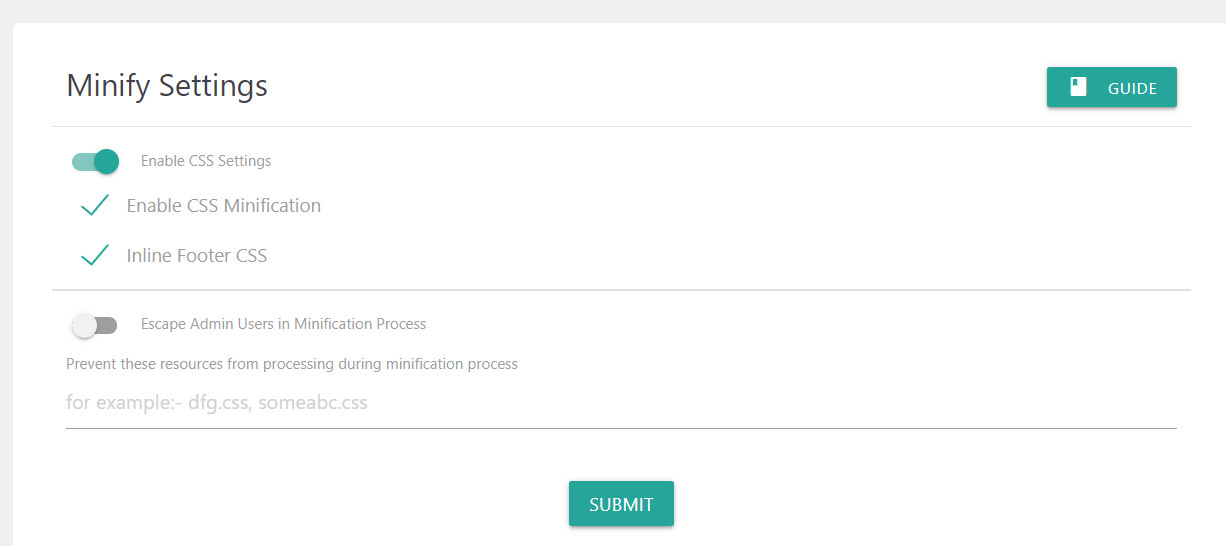 Minify Settings
GUIDE
Enable CSS Settings
Enable CSS Minification
Inline Footer CSS
Escape Admin Users in Minification Process
Prevent these resources from processing during minification process
for example:- dfg.css, someabc.css
SUBMIT